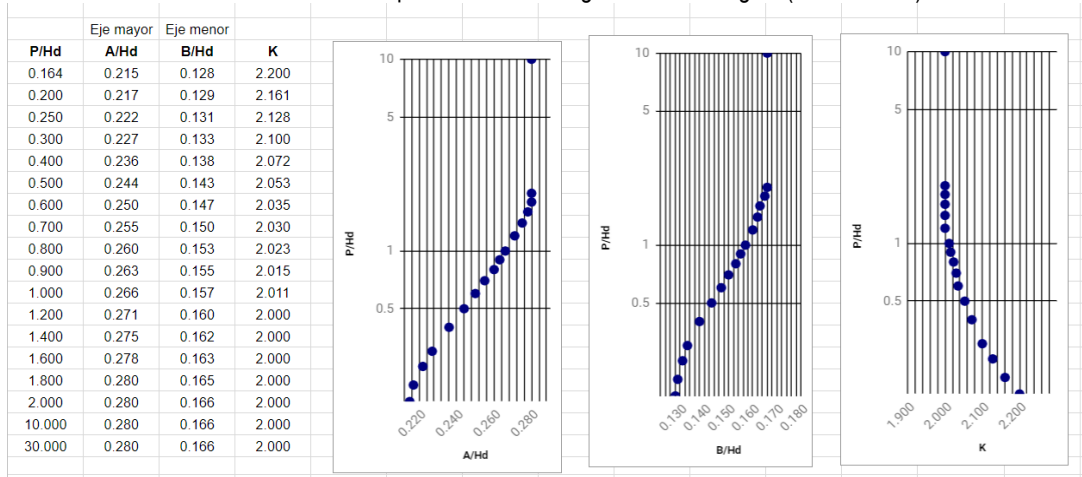 Eje mayor Eje menor
P/Hd A/Hd B/Hd K
0.164 0.215 0.128 2.200
0.200 0.217 0.129 2.161
0.250 0.222 0.131 2.128
0.300 0.227 0.133 2.100
0.400 0.236 0.138 2.072
0.500 0.244 0.143 2.053
0.600 0.250 0.147 2.035
0.700 0.255 0.150 2.030
0.800 0.260 0.153 2.023
0.900 0.263 0.155 2.015
1.000 0.266 0.157 2.011
1.200 0.271 0.160 2.000
1.400 0.275 0.162 2.000
1.600 0.278 0.163 2.000
1.800 0.280 0.165 2.000
2.000 0.280 0.166 2.000
10.000 0.280 0.166 2.000
30.000 0.280 0.166 2.000
10
5
1
0.5
P/Hd
0.220 0.240 0.260 0.280
A/Hd
10
5
1
0.5
P/Hd
0.130 0.140 0.150 0.160 0.170 0.180
B/Hd
10
5
1
0.5
P/Hd
1.900 2.000 2.100 2.200
K